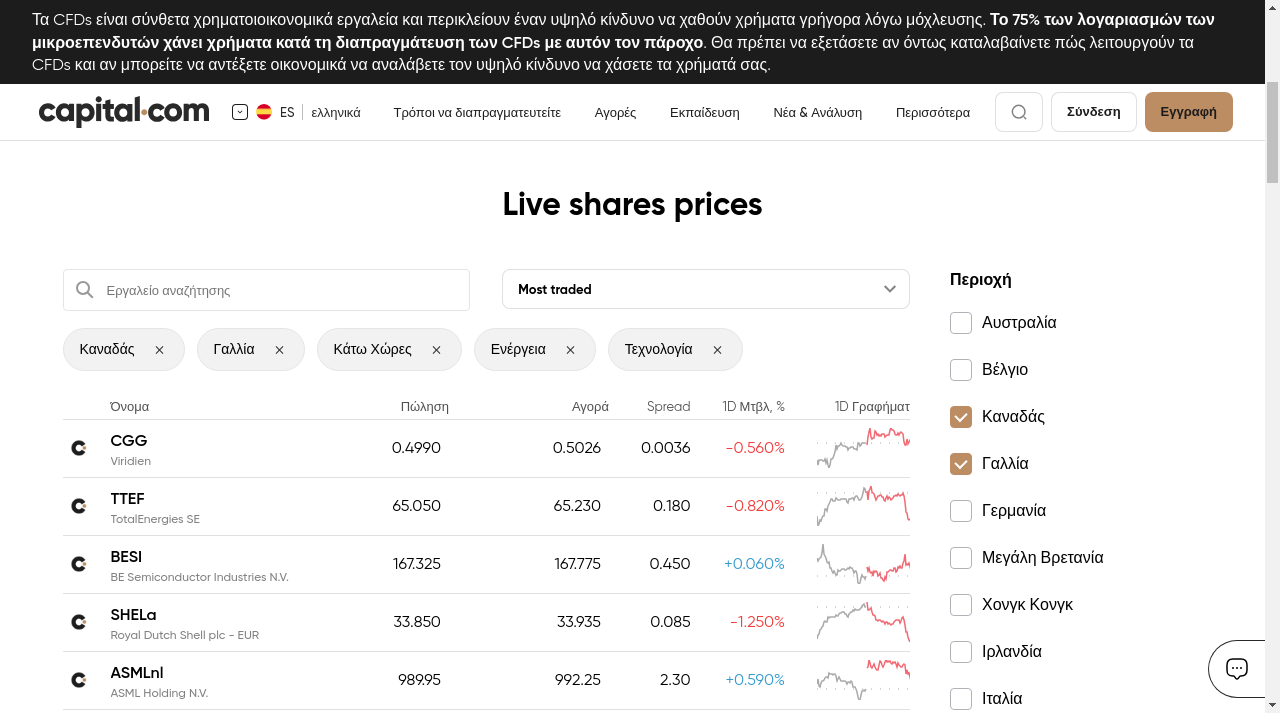 Τα CFDs είναι σύνθετα χρηματοοικονομικά εργαλεία και περικλείουν έναν υψηλό κίνδυνο να χαθούν χρήματα γρήγορα λόγω μόχλευσης. Το 75% των λογαριασμών των
μικροεπενδυτών χάνει χρήματα κατά τη διαπραγμάτευση των CFDs με αυτόν τον πάροχο. Θα πρέπει να εξετάσετε αν όντως καταλαβαίνετε πώς λειτουργούν τα
CFDs και αν μπορείτε να αντέξετε οικονομικά να αναλάβετε τον υψηλό κίνδυνο να χάσετε τα χρήματά σας.
capital.com ES ελληνικά Τρόποι να διαπραγματευτείτε Αγορές Εκπαίδευση Νέα & Ανάλυση Περισσότερα Σύνδεση Εγγραφή
Live shares prices
Εργαλείο αναζήτησης
Most traded
Καναδάς Γαλλία Κάτω Χώρες Ενέργεια Τεχνολογία
Όνομα Πώληση Αγορά Spread 1D Μτβλ, % 1D Γραφήματ
CGG 0.4990 0.5026 0.0036 -0.560%
Viridien
TTEF 65.050 65.230 0.180 -0.820%
TotalEnergies SE
BESI 167.325 167.775 0.450 +0.060%
BE Semiconductor Industries N.V.
SHELa 33.850 33.935 0.085 -1.250%
Royal Dutch Shell plc - EUR
ASMLnl 989.95 992.25 2.30 +0.590%
ASML Holding N.V.
Περιοχή
Αυστραλία
Βέλγιο
Καναδάς
Γαλλία
Γερμανία
Μεγάλη Βρετανία
Χονγκ Κονγκ
Ιρλανδία
Ιταλία